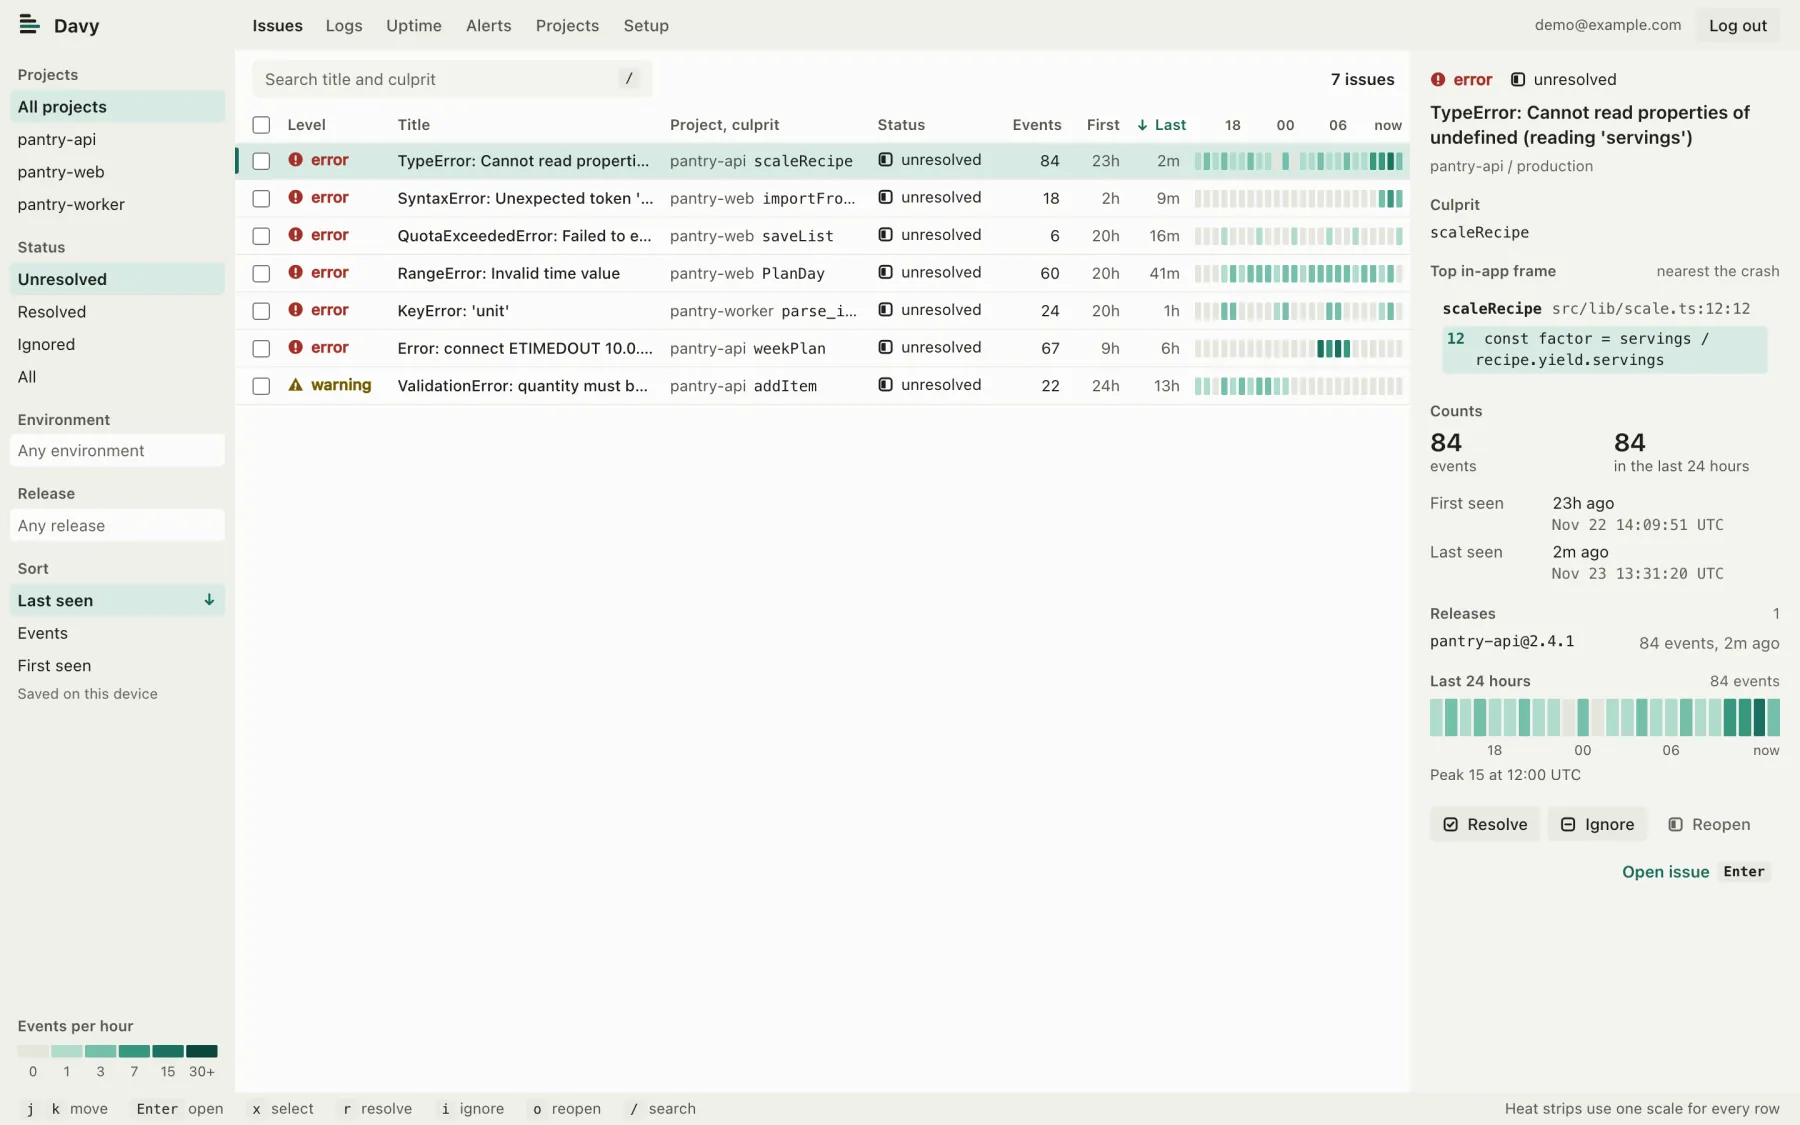 Davy
Issues Logs Uptime Alerts Projects Setup
demo@example.com Log out
Projects
All projects
pantry-api
pantry-web
pantry-worker
Status
Unresolved
Resolved
Ignored
All
Environment
Any environment
Release
Any release
Sort
Last seen ↓
Events
First seen
Saved on this device
Events per hour
0 1 3 7 15 30+
Search title and culprit /
7 issues
Level Title Project, culprit Status Events First ↓ Last 18 00 06 now
error TypeError: Cannot read properti... pantry-api scaleRecipe unresolved 84 23h 2m
error SyntaxError: Unexpected token '... pantry-web importFro... unresolved 18 2h 9m
error QuotaExceededError: Failed to e... pantry-web saveList unresolved 6 20h 16m
error RangeError: Invalid time value pantry-web PlanDay unresolved 60 20h 41m
error KeyError: 'unit' pantry-worker parse_i... unresolved 24 20h 1h
error Error: connect ETIMEDOUT 10.0.... pantry-api weekPlan unresolved 67 9h 6h
warning ValidationError: quantity must b... pantry-api addItem unresolved 22 24h 13h
error unresolved
TypeError: Cannot read properties of
undefined (reading 'servings')
pantry-api / production
Culprit
scaleRecipe
Top in-app frame nearest the crash
scaleRecipe src/lib/scale.ts:12:12
12 const factor = servings /
recipe.yield.servings
Counts
84 84
events in the last 24 hours
First seen 23h ago
Nov 22 14:09:51 UTC
Last seen 2m ago
Nov 23 13:31:20 UTC
Releases 1
pantry-api@2.4.1 84 events, 2m ago
Last 24 hours 84 events
18 00 06 now
Peak 15 at 12:00 UTC
Resolve Ignore Reopen
Open issue Enter
j k move Enter open x select r resolve i ignore o reopen / search
Heat strips use one scale for every row